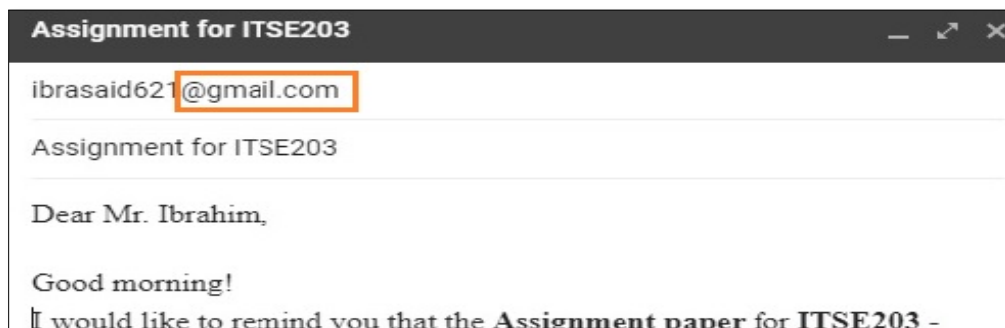 Assignment for ITSE203
ibrasaid621@gmail.com
Assignment for ITSE203
Dear Mr. Ibrahim,
Good morning!
I would like to remind you that the Assignment paper for ITSE203 -